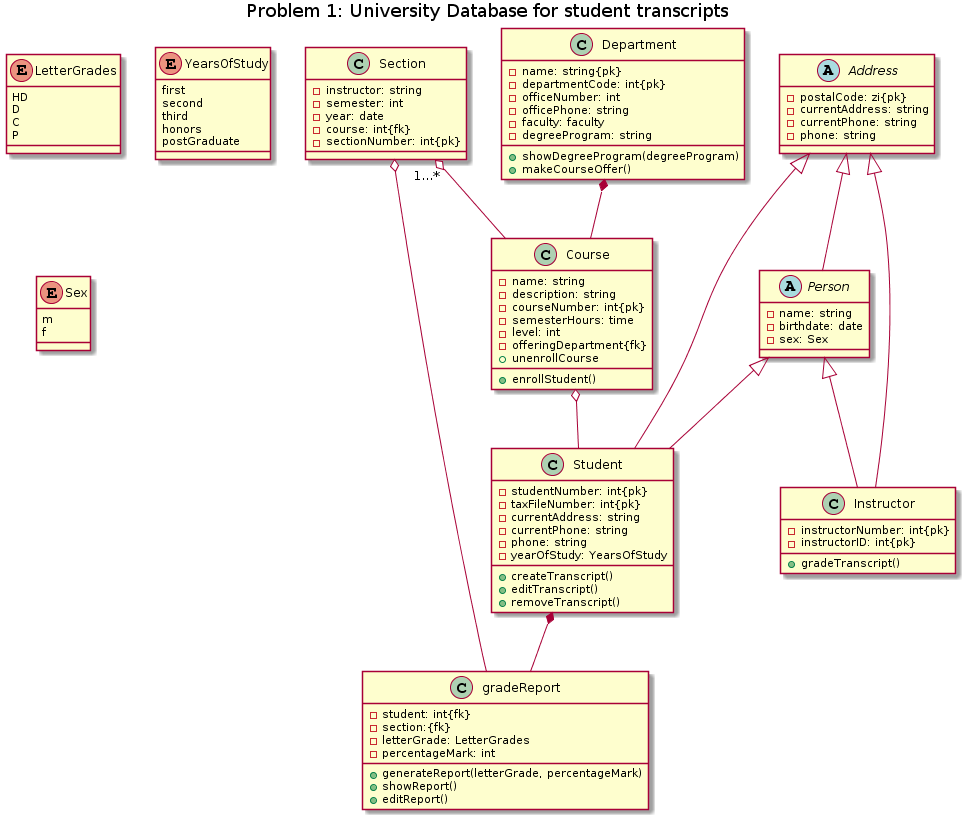 Problem 1: University Database for student transcripts
E LetterGrades
HD
D
C
P
E YearsOfStudy
first
second
third
honors
postGraduate
C Section
instructor: string
semester: int
year: date
course: int{fk}
sectionNumber: int{pk}
C Department
name: string{pk}
departmentCode: int{pk}
officeNumber: int
officePhone: string
faculty: faculty
degreeProgram: string
showDegreeProgram(degreeProgram)
makeCourseOffer()
A Address
postalCode: zi{pk}
currentAddress: string
currentPhone: string
phone: string
1...*
E Sex
m
f
C Course
name: string
description: string
courseNumber: int{pk}
semesterHours: time
level: int
offeringDepartment{fk}
unenrollCourse
enrollStudent()
A Person
name: string
birthdate: date
sex: Sex
C Student
studentNumber: int{pk}
taxFileNumber: int{pk}
currentAddress: string
currentPhone: string
phone: string
yearOfStudy: YearsOfStudy
createTranscript()
editTranscript()
removeTranscript()
C Instructor
instructorNumber: int{pk}
instructorID: int{pk}
gradeTranscript()
C gradeReport
student: int{fk}
section:{fk}
letterGrade: LetterGrades
percentageMark: int
generateReport(letterGrade, percentageMark)
showReport()
editReport()